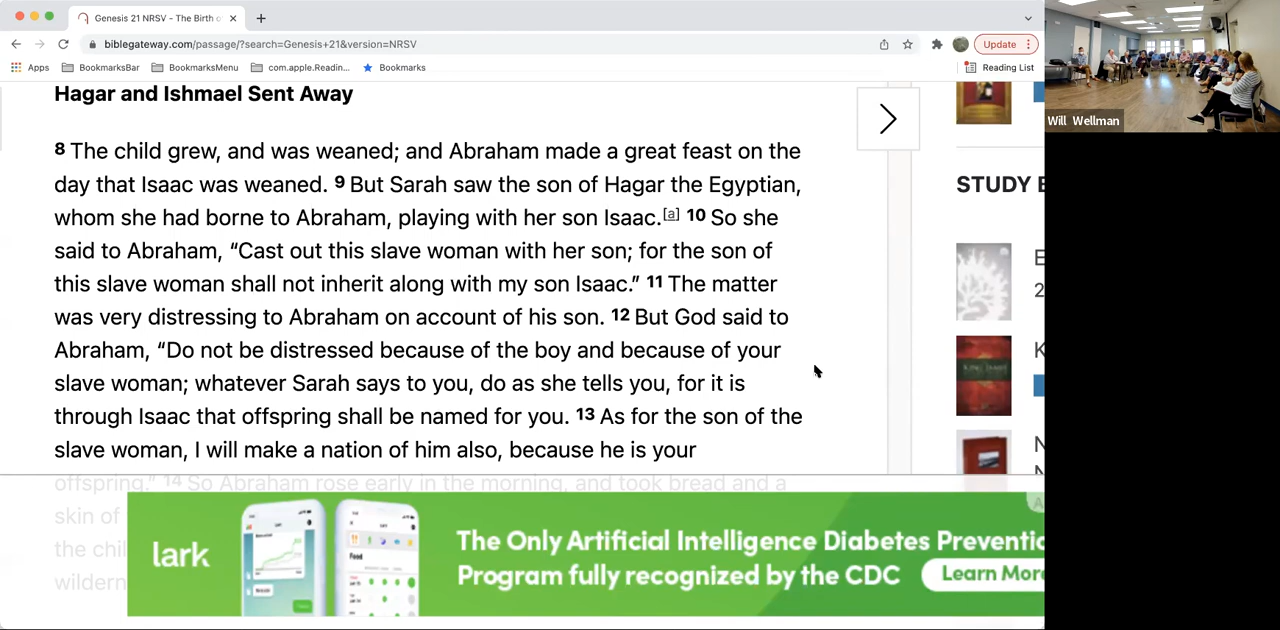 Genesis 21 NRSV - The Birth o
biblegateway.com/passage/?search=Genesis+21&version=NRSV
Update
Apps
BookmarksBar
BookmarksMenu
com.apple.Readin...
Bookmarks
Reading List
Will Wellman
Hagar and Ishmael Sent Away
8 The child grew, and was weaned; and Abraham made a great feast on the
day that Isaac was weaned. 9 But Sarah saw the son of Hagar the Egyptian,
whom she had borne to Abraham, playing with her son Isaac.[a] 10 So she
said to Abraham, “Cast out this slave woman with her son; for the son of
this slave woman shall not inherit along with my son Isaac.” 11 The matter
was very distressing to Abraham on account of his son. 12 But God said to
Abraham, “Do not be distressed because of the boy and because of your
slave woman; whatever Sarah says to you, do as she tells you, for it is
through Isaac that offspring shall be named for you. 13 As for the son of the
slave woman, I will make a nation of him also, because he is your
offspring.” 14 So Abraham rose early in the morning, and took bread and a
skin of
the chil
wildern
STUDY
2
K
N
lark
Food
The Only Artificial Intelligence Diabetes Preventio
Program fully recognized by the CDC
Learn More